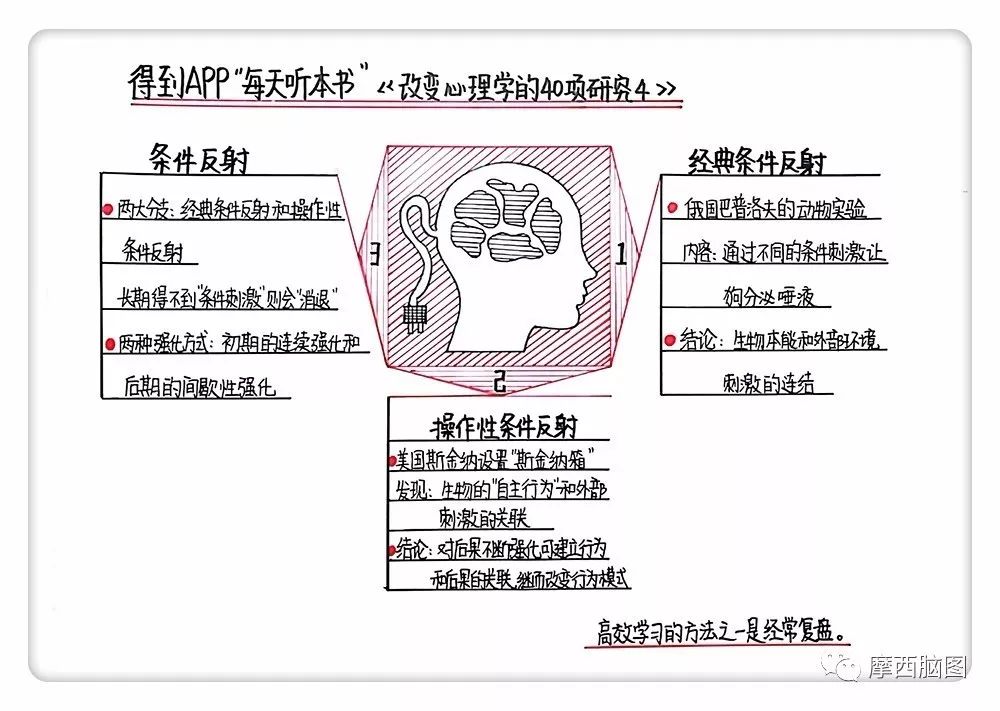 得到APP“每天听本书”《改变心理学的40项研究4》
条件反射
两大分支：经典条件反射和操作性
条件反射
长期得不到“条件刺激”则会“消退”
两种强化方式：初期的连续强化和
后期的间歇性强化
3
1
2
经典条件反射
俄国巴普洛夫的动物实验
内容：通过不同的条件刺激让
狗分泌唾液
结论：生物本能和外部环境
刺激的连结
操作性条件反射
美国斯金纳设置“斯金纳箱”
发现：生物的“自主行为”和外部
刺激的关联
结论：对后果不断强化可建立行为
和后果的关联，继而改变行为模式
高效学习的方法之一是经常复盘。
摩西脑图